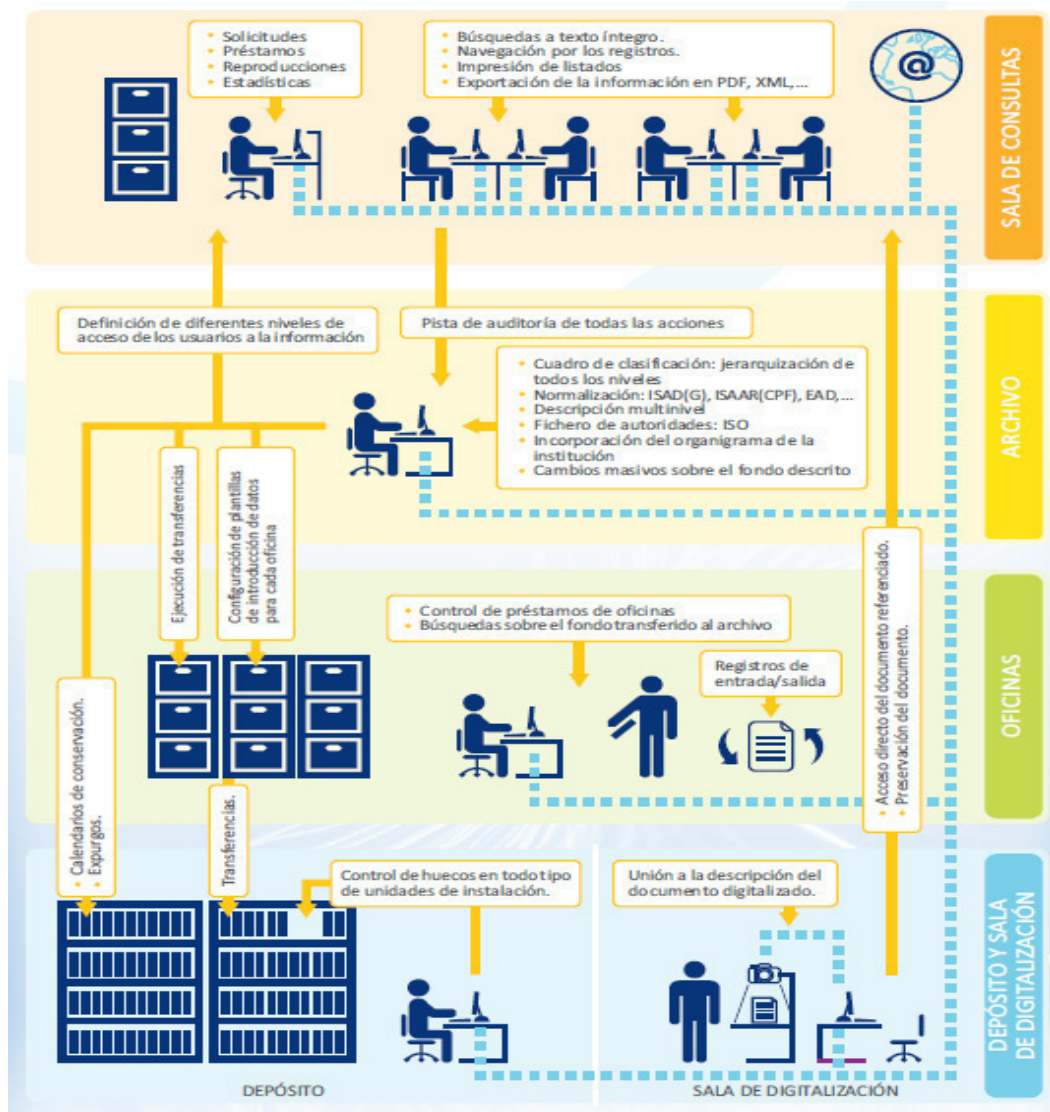 • Solicitudes
• Préstamos
• Reproducciones
• Estadísticas
• Búsquedas a texto íntegro.
• Navegación por los registros.
• Impresión de listados
• Exportación de la información en PDF, XML,...
@
SALA DE CONSULTAS
Definición de diferentes niveles de
acceso de los usuarios a la información
Pista de auditoría de todas las acciones
• Cuadro de clasificación: jerarquización de
todos los niveles
• Normalización: ISAD(G), ISAAR(CPF), EAD,...
• Descripción multinivel
• Fichero de autoridades: ISO
• Incorporación del organigrama de la
institución
• Cambios masivos sobre el fondo descrito
ARCHIVO
Ejecución de transferencias
Configuración de plantillas
de introducción de datos
para cada oficina
• Control de préstamos de oficinas
• Búsquedas sobre el fondo transferido al archivo
Registros de
entrada/salida
• Acceso directo del documento referenciado.
• Preservación del documento.
OFICINAS
• Calendarios de conservación.
• Expurgos.
Transferencias.
Control de huecos en todo tipo
de unidades de instalación.
Unión a la descripción del
documento digitalizado.
DEPÓSITO
SALA DE DIGITALIZACIÓN
DEPÓSITO Y SALA
DE DIGITALIZACIÓN